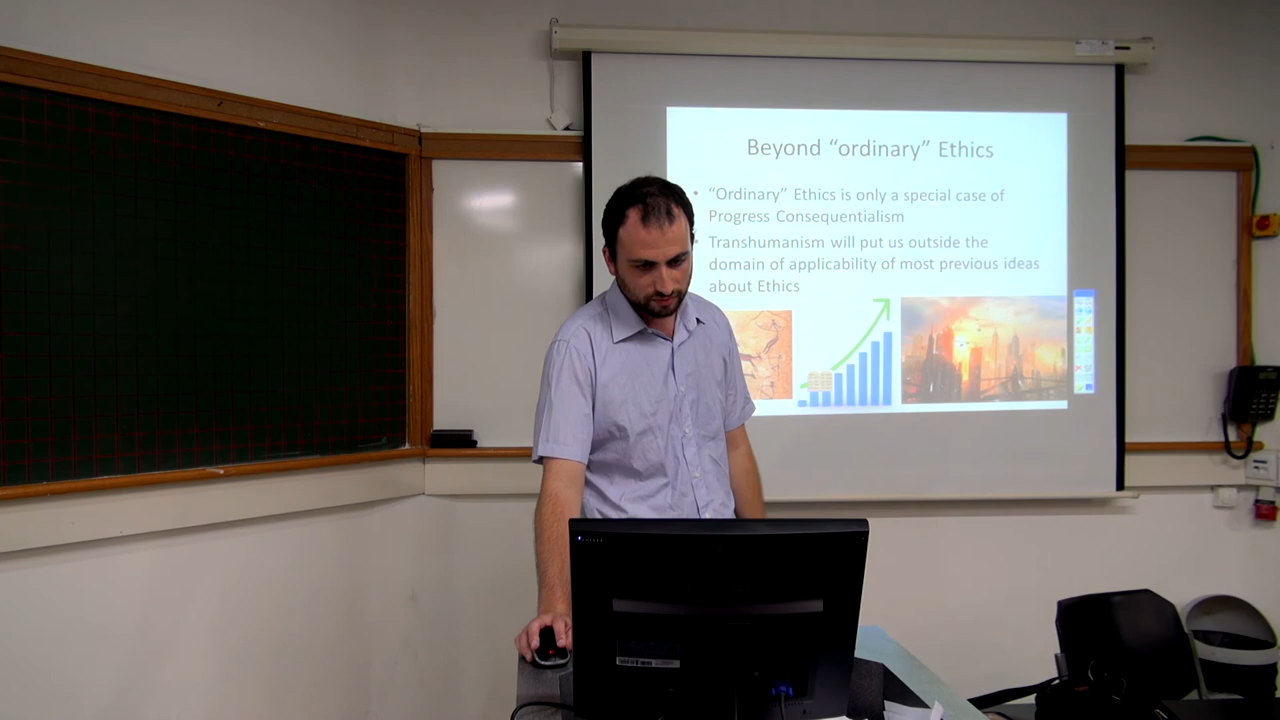 Beyond “ordinary” Ethics
• “Ordinary” Ethics is only a special case of
Progress Consequentialism
• Transhumanism will put us outside the
domain of applicability of most previous ideas
about Ethics